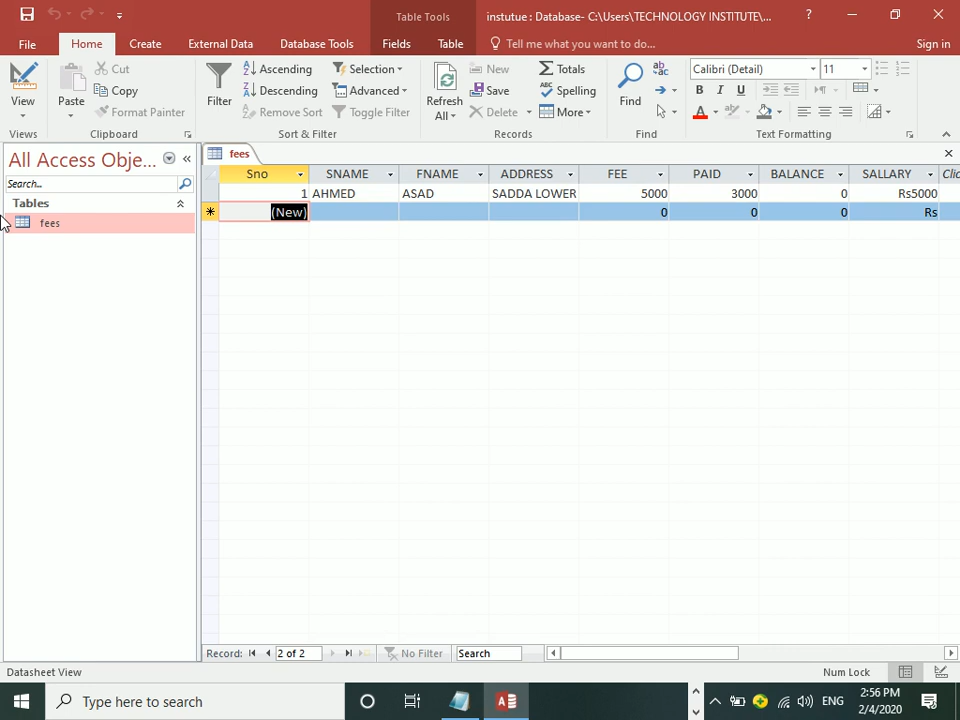 Table Tools
instutue : Database- C:\Users\TECHNOLOGY INSTITUTE\... ?
File Home Create External Data Database Tools Fields Table Tell me what you want to do... Sign in
View
Views
Paste
Cut
Copy
Format Painter
Clipboard
Filter
Ascending
Descending
Remove Sort
Selection
Advanced
Toggle Filter
Sort & Filter
Refresh
All
New
Save
Delete
Totals
Spelling
More
Records
Find
Find
Calibri (Detail) 11
B I U
Text Formatting
All Access Obje...
Search...
Tables
fees
fees
Sno SNAME FNAME ADDRESS FEE PAID BALANCE SALLARY Clic
1 AHMED ASAD SADDA LOWER 5000 3000 0 Rs5000
(New) 0 0 0 Rs
Record: 2 of 2 No Filter Search
Datasheet View Num Lock
Type here to search
ENG
2:56 PM
2/4/2020